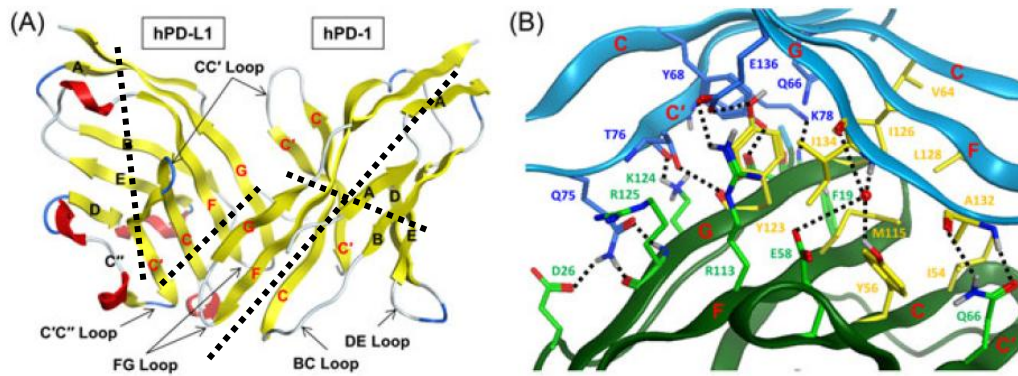 (A)
hPD-L1
hPD-1
CC' Loop
A
A
B
E
D
C"
C'
C
F
G
C'
C
G
F
C
A
D
B
E
C'
C'C" Loop
FG Loop
BC Loop
DE Loop
(B)
C
G
C
Y68
E136
Q66
V64
C'
K78
I126
T76
I134
L128
F
K124
Q75
R125
F19
A132
G
Y123
M115
D26
R113
E58
I54
F
Y56
C
Q66
C'